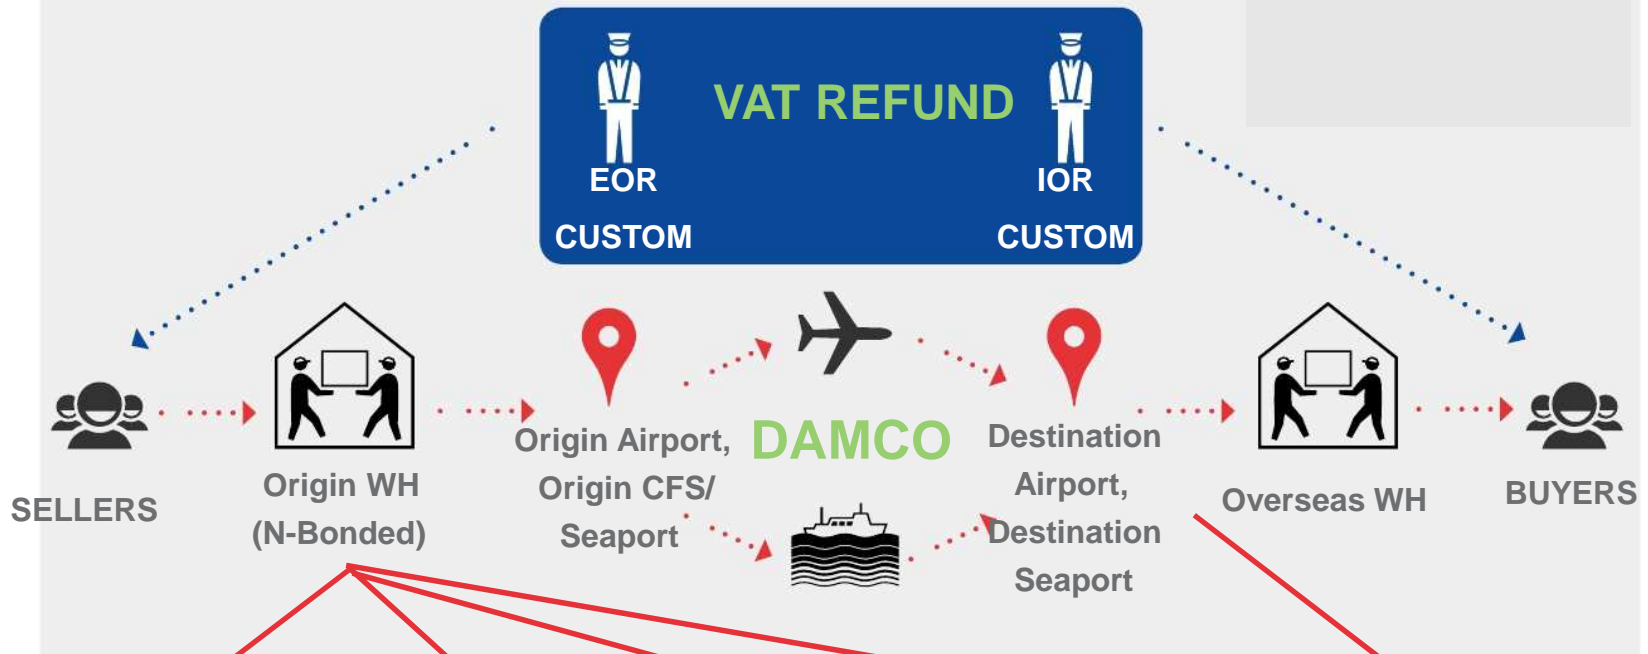 VAT REFUND
EOR
IOR
CUSTOM
CUSTOM
SELLERS
Origin WH
(N-Bonded)
Origin Airport,
Origin CFS/
Seaport
DAMCO
Destination
Airport,
Destination
Seaport
Overseas WH
BUYERS